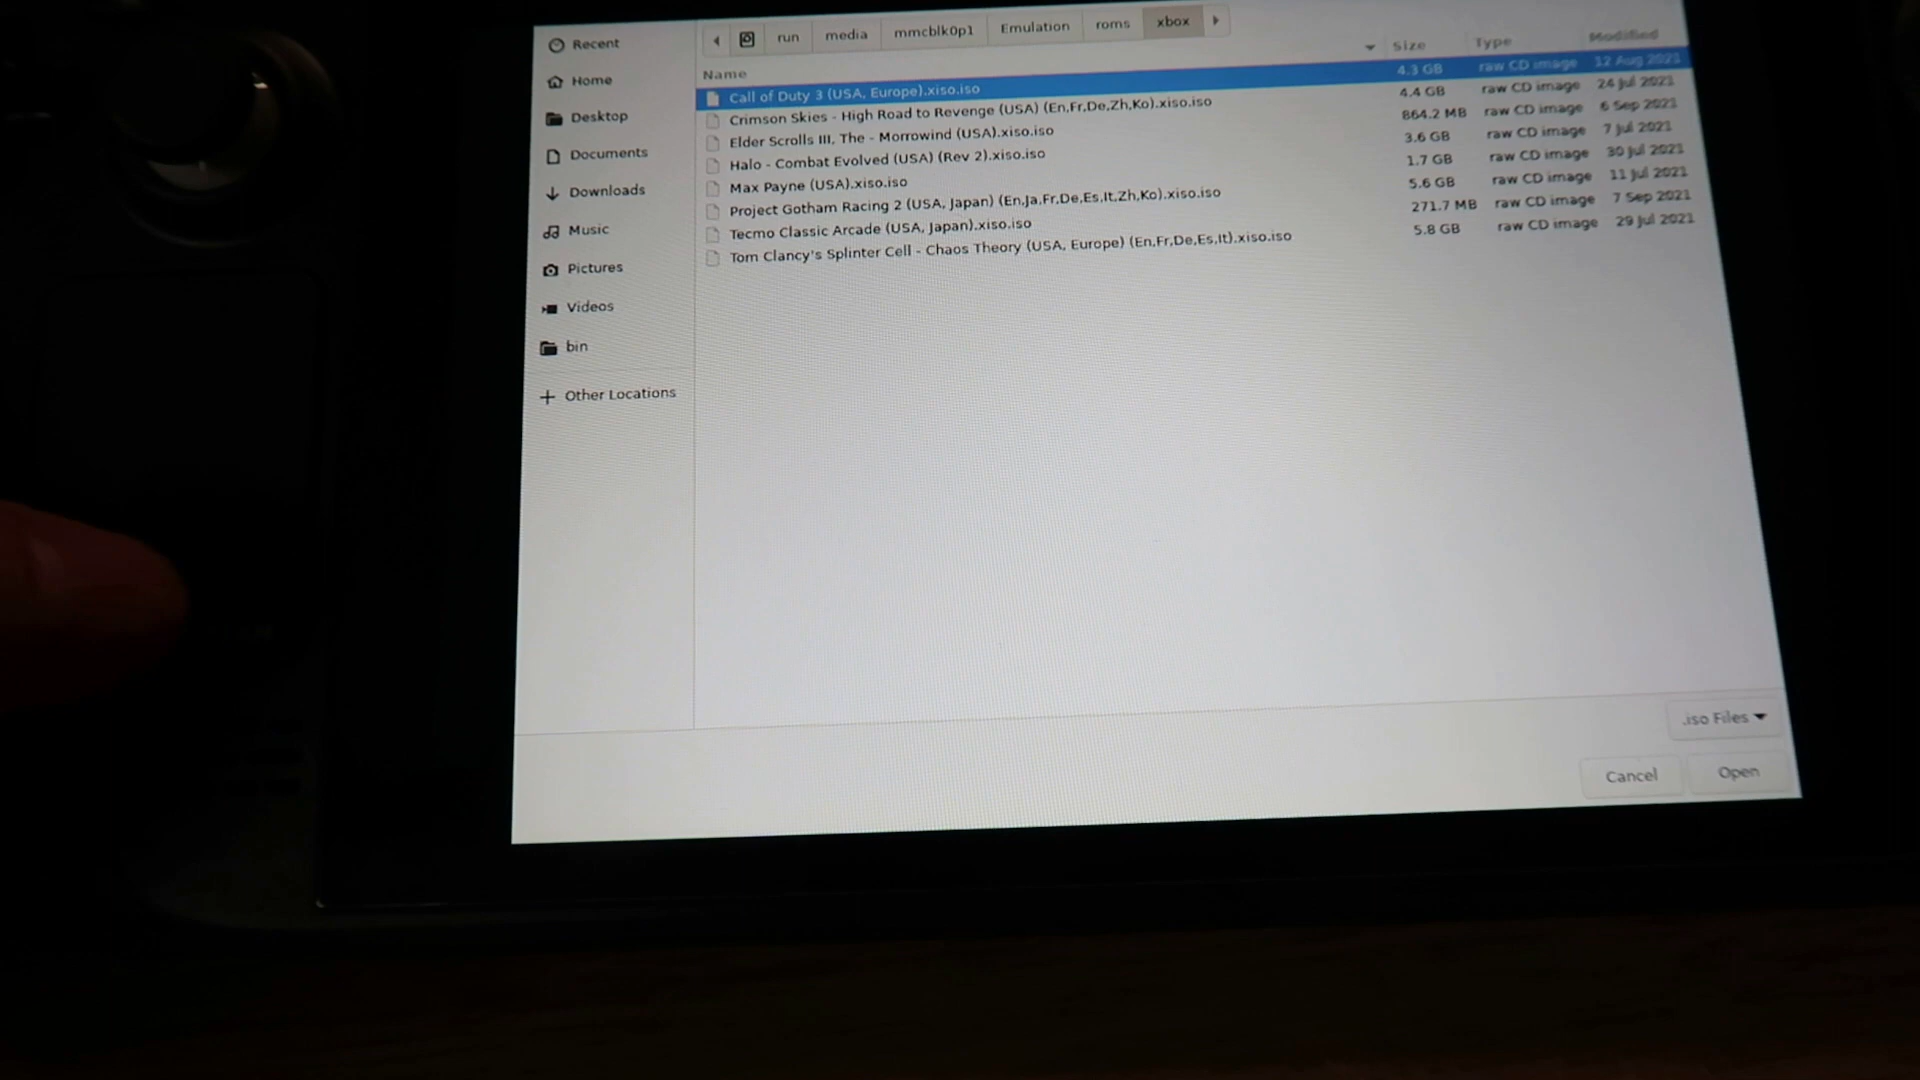 run media mmcblk0p1 Emulation roms xbox
Recent
Home
Desktop
Documents
Downloads
Music
Pictures
Videos
bin
Other Locations
Name Size Type Modified
Call of Duty 3 (USA, Europe).xiso.iso 4.3 GB raw CD image 12 Aug 2021
Crimson Skies - High Road to Revenge (USA) (En,Fr,De,Zh,Ko).xiso.iso 4.4 GB raw CD image 24 Jul 2021
Elder Scrolls III, The - Morrowind (USA).xiso.iso 864.2 MB raw CD image 6 Sep 2021
Halo - Combat Evolved (USA) (Rev 2).xiso.iso 3.6 GB raw CD image 7 Jul 2021
Max Payne (USA).xiso.iso 1.7 GB raw CD image 30 Jul 2021
Project Gotham Racing 2 (USA, Japan) (En,Ja,Fr,De,Es,It,Zh,Ko).xiso.iso 5.6 GB raw CD image 11 Jul 2021
Tecmo Classic Arcade (USA, Japan).xiso.iso 271.7 MB raw CD image 7 Sep 2021
Tom Clancy's Splinter Cell - Chaos Theory (USA, Europe) (En,Fr,De,Es,It).xiso.iso 5.8 GB raw CD image 29 Jul 2021
.iso Files
Cancel Open